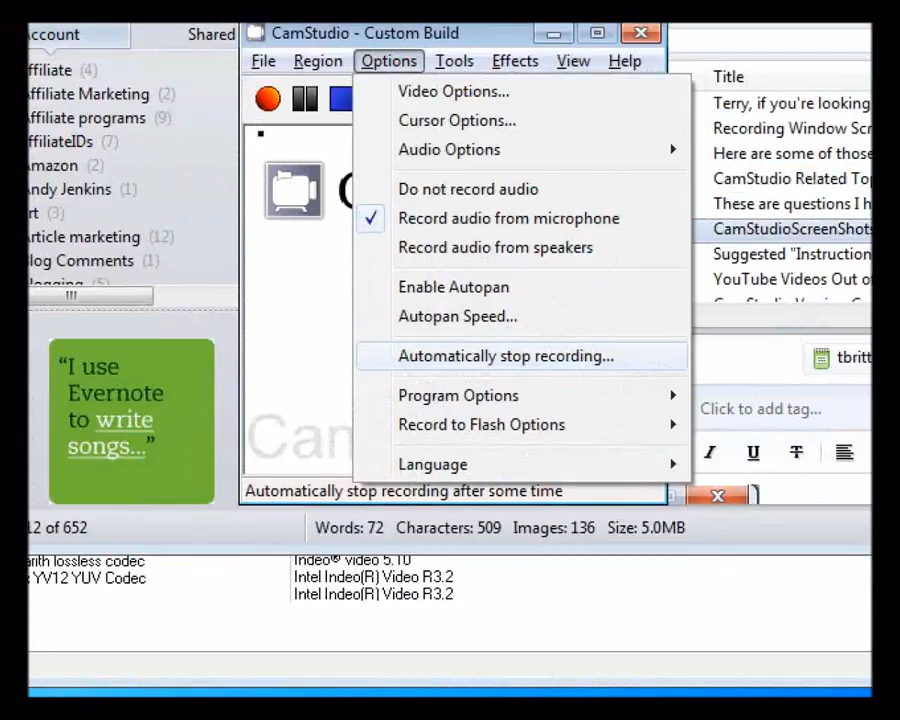 ccount
Shared
ffiliate (4)
ffiliate Marketing (2)
ffiliate programs (9)
ffiliateIDs (7)
mazon (2)
ndy Jenkins (1)
rt (3)
rticle marketing (12)
log Comments (1)
logging
“I use
Evernote
to write
songs...”
CamStudio - Custom Build
File Region Options Tools Effects View Help
Video Options...
Cursor Options...
Audio Options
Do not record audio
Record audio from microphone
Record audio from speakers
Enable Autopan
Autopan Speed...
Automatically stop recording...
Program Options
Record to Flash Options
Language
Cam
Automatically stop recording after some time
Title
Terry, if you're looking
Recording Window Scr
Here are some of those
CamStudio Related Top
These are questions I h
CamStudioScreenShots
Suggested "Instruction
YouTube Videos Out o
CamStudio Version C
tbritt
Click to add tag...
I U T
12 of 652
Words: 72 Characters: 509 Images: 136 Size: 5.0MB
arith lossless codec
YV12 YUV Codec
Indeo® video 5.10
Intel Indeo(R) Video R3.2
Intel Indeo(R) Video R3.2